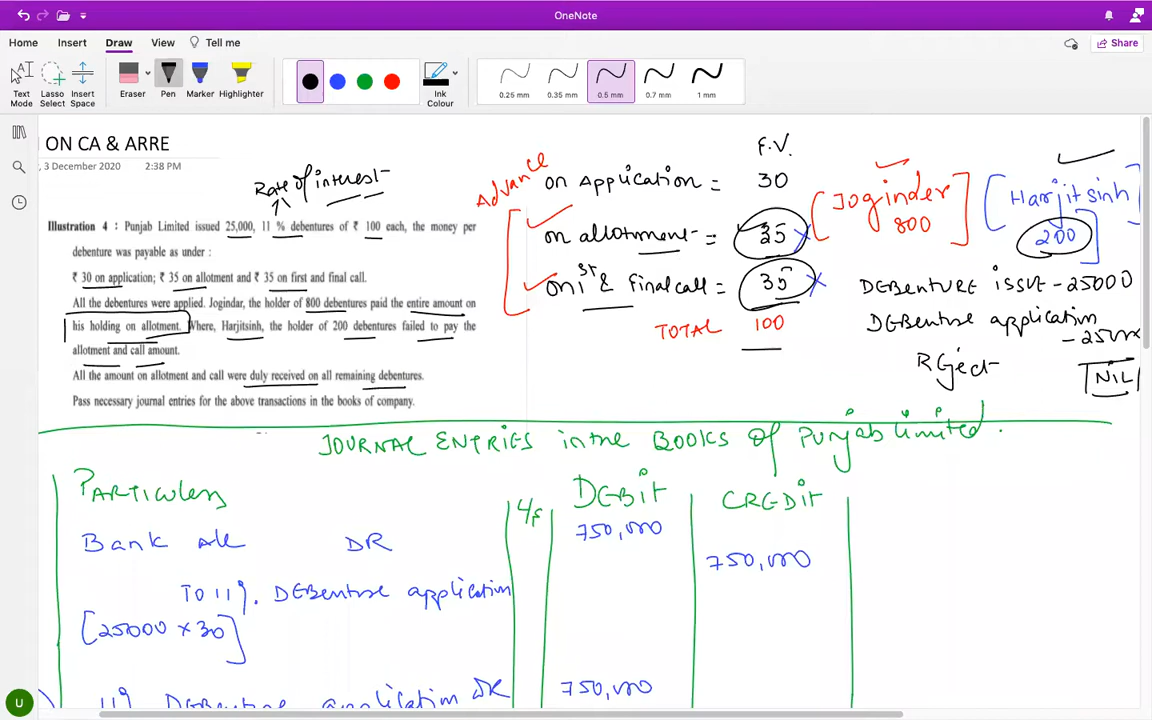 OneNote
Home Insert Draw View Tell me
Share
Text Mode
Lasso Select
Insert Space
Eraser
Pen
Marker
Highlighter
Ink Colour
0.25 mm
0.35 mm
0.5 mm
0.7 mm
1 mm
ON CA & ARRE
, 3 December 2020 2:38 PM
Rate of interest
Illustration 4 : Punjab Limited issued 25,000, 11 % debentures of ₹ 100 each, the money per
debenture was payable as under :
₹ 30 on application; ₹ 35 on allotment and ₹ 35 on first and final call.
All the debentures were applied. Jogindar, the holder of 800 debentures paid the entire amount on
his holding on allotment. Where, Harjitsinh, the holder of 200 debentures failed to pay the
allotment and call amount.
All the amount on allotment and call were duly received on all remaining debentures.
Pass necessary journal entries for the above transactions in the books of company.
F.V.
Advance
on Application = 30
on allotment = 35
on 1st & Final call = 35
TOTAL 100
[Joginder]
800
[Harjitsinh]
200
DEBENTURE issue - 25000
DEBentuse application
- 25000
RGject
NIL
JOURNAL ENTRIES in the BOOKS of Punjab limited.
PARTICULERS DEBIT CREDIT
Bank A/c DR 750,000
To 11%. DEBentuse application 750,000
[25000 × 30]
11% DEBentuse application DR 750,000
U